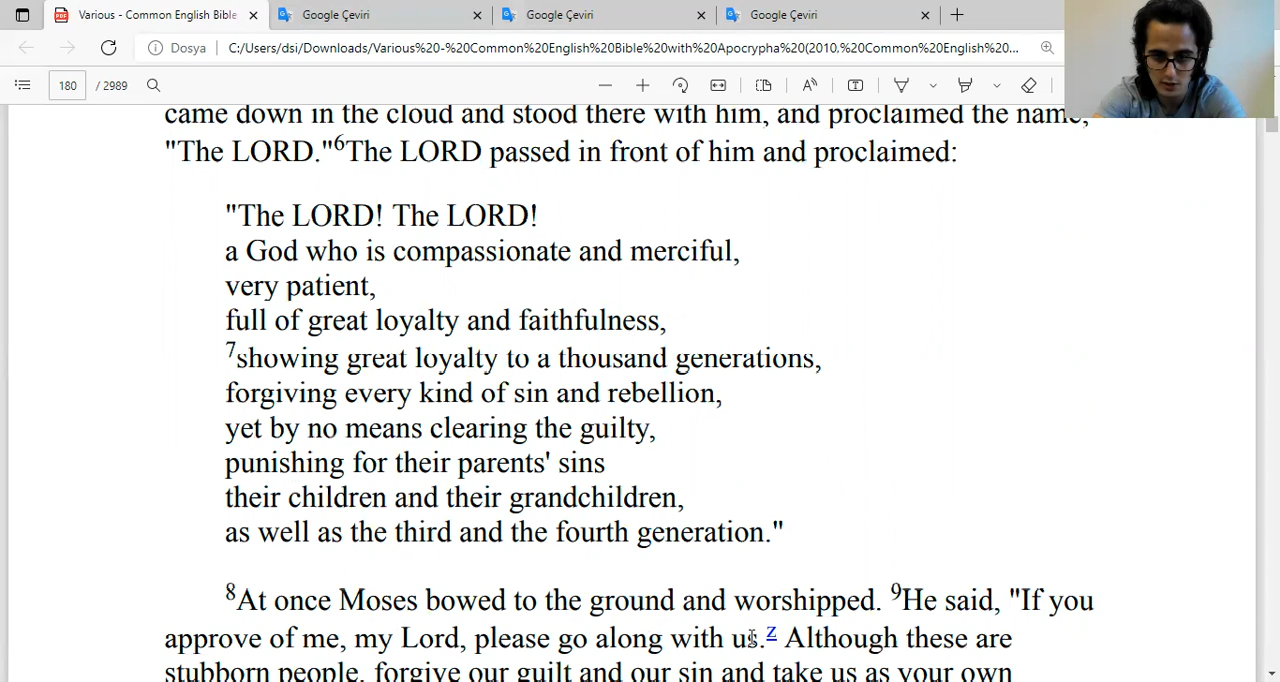 Various - Common English Bible
Google Çeviri
Google Çeviri
Google Çeviri
Dosya
C:/Users/dsi/Downloads/Various%20-%20Common%20English%20Bible%20with%20Apocrypha%20(2010,%20Common%20English%20...
180 / 2989
came down in the cloud and stood there with him, and proclaimed the name,
"The LORD."6The LORD passed in front of him and proclaimed:
"The LORD! The LORD!
a God who is compassionate and merciful,
very patient,
full of great loyalty and faithfulness,
7showing great loyalty to a thousand generations,
forgiving every kind of sin and rebellion,
yet by no means clearing the guilty,
punishing for their parents' sins
their children and their grandchildren,
as well as the third and the fourth generation."
8At once Moses bowed to the ground and worshipped. 9He said, "If you
approve of me, my Lord, please go along with us.z Although these are
stubborn people, forgive our guilt and our sin and take us as your own